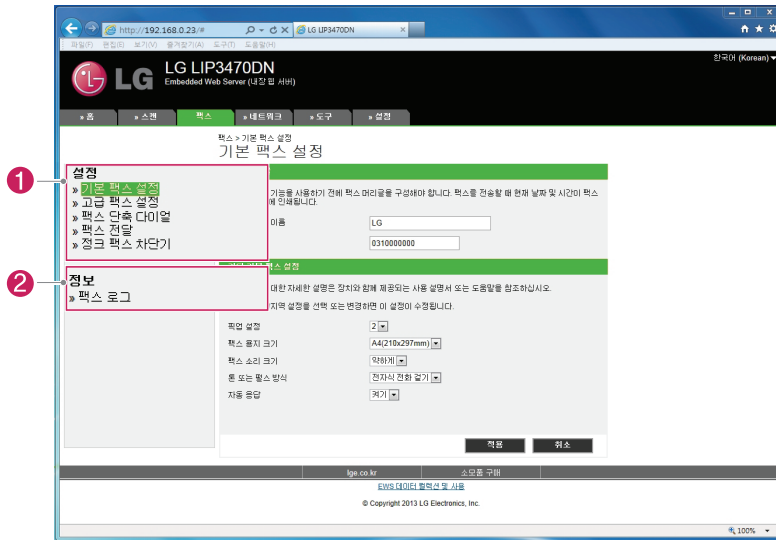 http://192.168.0.23/#
LG LIP3470DN
파일(F) 편집(E) 보기(V) 즐겨찾기(A) 도구(T) 도움말(H)
한국어 (Korean)
LG
LG LIP3470DN
Embedded Web Server (내장 웹 서버)
» 홈 » 스캔 팩스 » 네트워크 » 도구 » 설정
팩스 > 기본 팩스 설정
기본 팩스 설정
1
설정
» 기본 팩스 설정
» 고급 팩스 설정
» 팩스 단축 다이얼
» 팩스 전달
» 정크 팩스 차단기
2
정보
» 팩스 로그
기능을 사용하기 전에 팩스 머리글을 구성해야 합니다. 팩스를 전송할 때 현재 날짜 및 시간이 팩스
에 인쇄됩니다.
이름 LG
0310000000
팩스 설정
대한 자세한 설명은 장치와 함께 제공되는 사용 설명서 또는 도움말을 참조하십시오.
지역 설정을 선택 또는 변경하면 이 설정이 수정됩니다.
픽업 설정 2
팩스 용지 크기 A4(210x297mm)
팩스 소리 크기 약하게
톤 또는 펄스 방식 전자식 전화 걸기
자동 응답 켜기
적용 취소
lge.co.kr 소모품 구매
EWS 데이터 컬렉션 및 사용
© Copyright 2013 LG Electronics, Inc.
100%